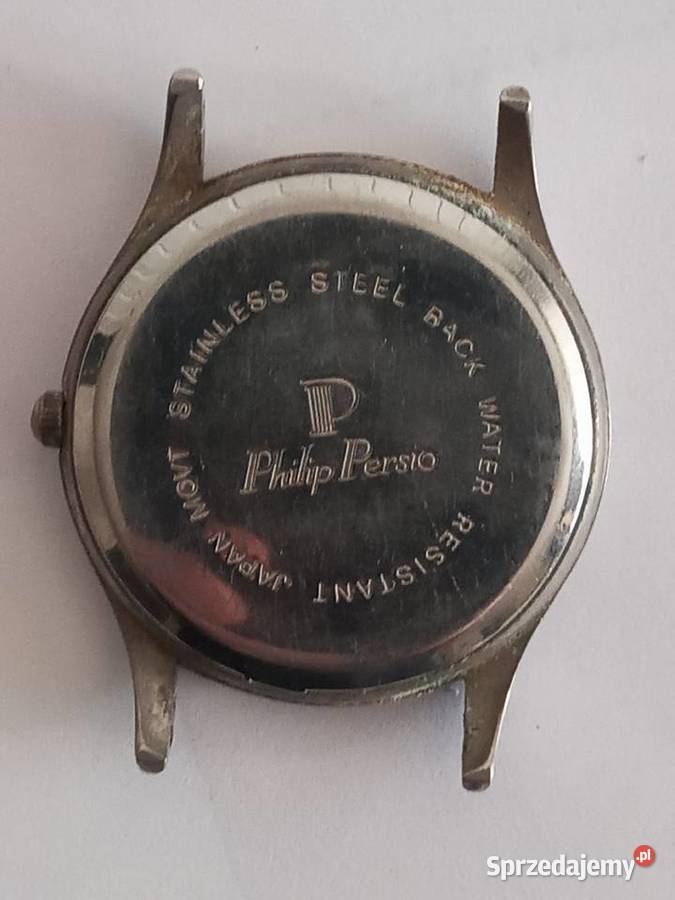 STAINLESS STEEL BACK WATER RESISTANT JAPAN MOVT
P
Philip Persio
Sprzedajemy.pl